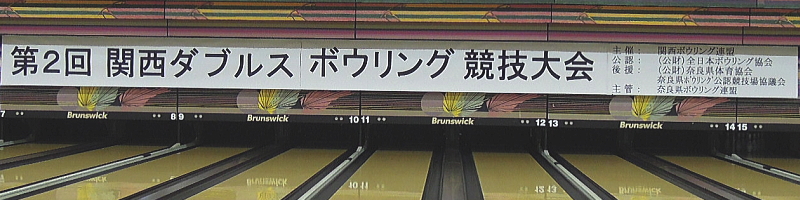 第2回 関西ダブルス ボウリング 競技大会
主催： 関西ボウリング連盟
公認： （公財）全日本ボウリング協会
後援： （公財）奈良県体育協会
奈良県ボウリング公認競技場協議会
主管： 奈良県ボウリング連盟
7 Brunswick 8 9 Brunswick 10 11 Brunswick 12 13 Brunswick 14 15
10 11 12 13